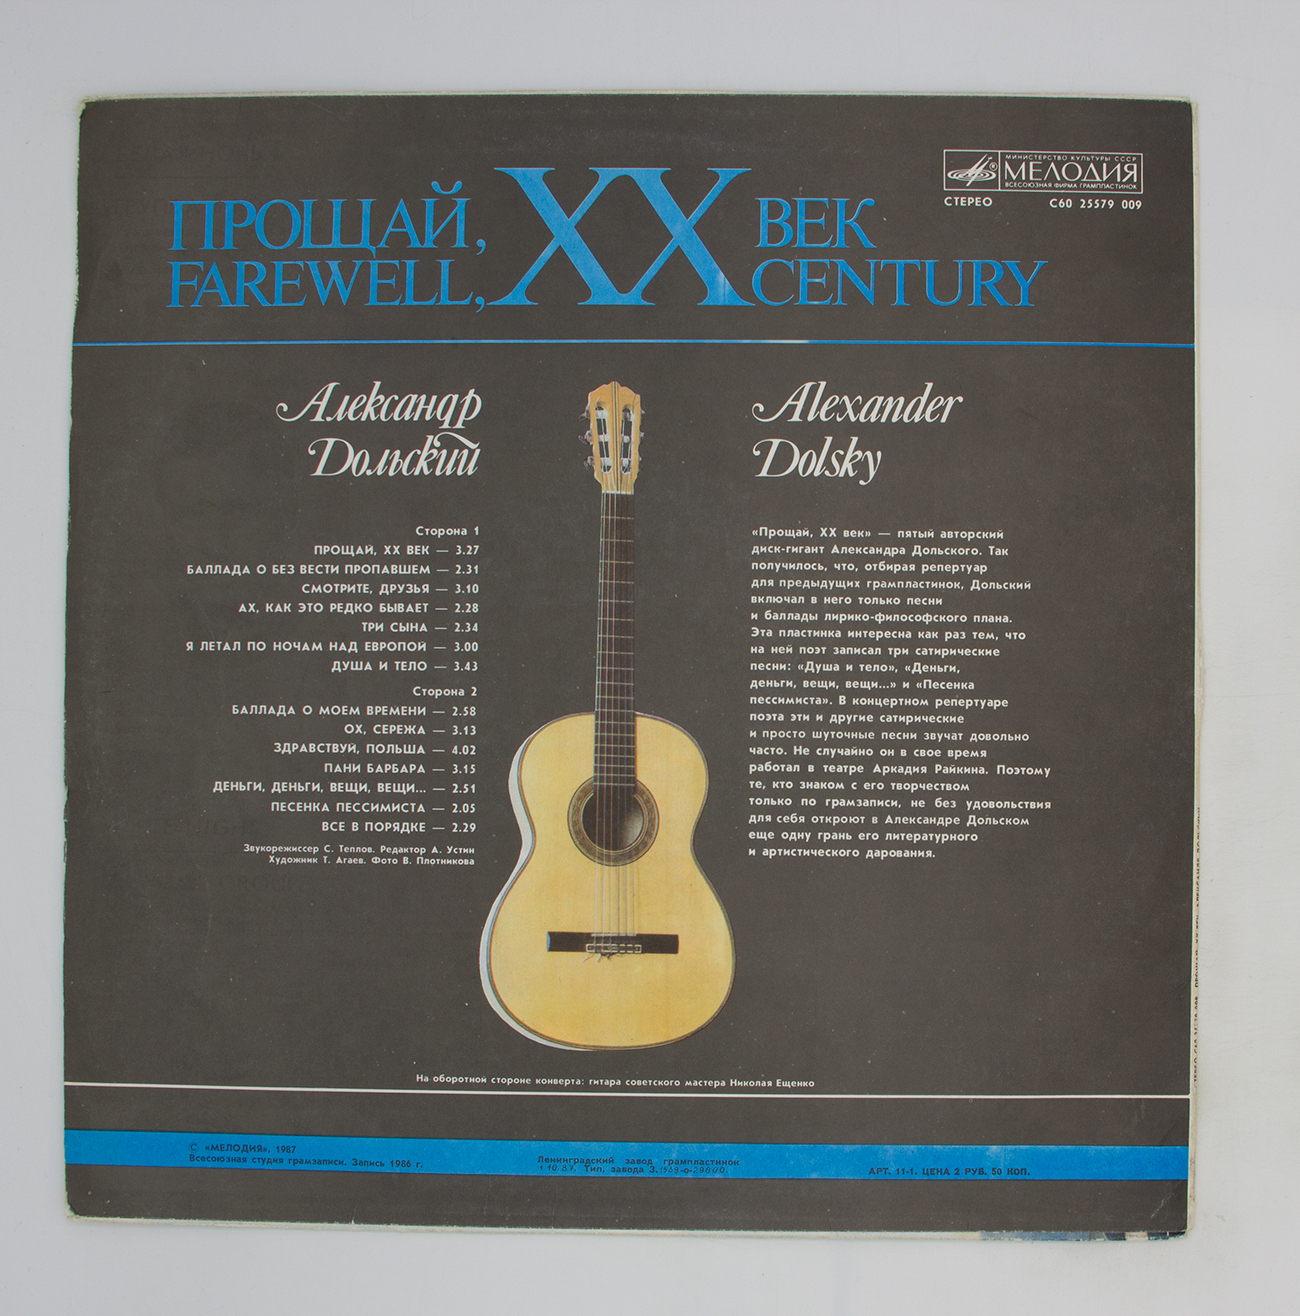 МИНИСТЕРСТВО КУЛЬТУРЫ СССР
МЕЛОДИЯ
ВСЕСОЮЗНАЯ ФИРМА ГРАМПЛАСТИНОК
СТЕРЕО С60 25579 009
ПРОЩАЙ, XX ВЕК
FAREWELL, CENTURY
Александр
Дольский
Alexander
Dolsky
Сторона 1
ПРОЩАЙ, XX ВЕК — 3.27
БАЛЛАДА О БЕЗ ВЕСТИ ПРОПАВШЕМ — 2.31
СМОТРИТЕ, ДРУЗЬЯ — 3.10
АХ, КАК ЭТО РЕДКО БЫВАЕТ — 2.28
ТРИ СЫНА — 2.34
Я ЛЕТАЛ ПО НОЧАМ НАД ЕВРОПОЙ — 3.00
ДУША И ТЕЛО — 3.43
Сторона 2
БАЛЛАДА О МОЕМ ВРЕМЕНИ — 2.58
ОХ, СЕРЕЖА — 3.13
ЗДРАВСТВУЙ, ПОЛЬША — 4.02
ПАНИ БАРБАРА — 3.15
ДЕНЬГИ, ДЕНЬГИ, ВЕЩИ, ВЕЩИ... — 2.51
ПЕСЕНКА ПЕССИМИСТА — 2.05
ВСЕ В ПОРЯДКЕ — 2.29
Звукорежиссер С. Теплов. Редактор А. Устин
Художник Т. Агаев. Фото В. Плотникова
«Прощай, XX век» — пятый авторский
диск-гигант Александра Дольского. Так
получилось, что, отбирая репертуар
для предыдущих грампластинок, Дольский
включал в него только песни
и баллады лирико-философского плана.
Эта пластинка интересна как раз тем, что
на ней поэт записал три сатирические
песни: «Душа и тело», «Деньги,
деньги, вещи, вещи...» и «Песенка
пессимиста». В концертном репертуаре
поэта эти и другие сатирические
и просто шуточные песни звучат довольно
часто. Не случайно он в свое время
работал в театре Аркадия Райкина. Поэтому
те, кто знаком с его творчеством
только по грамзаписи, не без удовольствия
для себя откроют в Александре Дольском
еще одну грань его литературного
и артистического дарования.
На оборотной стороне конверта: гитара советского мастера Николая Ещенко
С «МЕЛОДИЯ», 1987
Всесоюзная студия грамзаписи. Запись 1986 г.
Ленинградский завод грампластинок
Тип. завода З.
АРТ. 11-1. ЦЕНА 2 РУБ. 50 КОП.